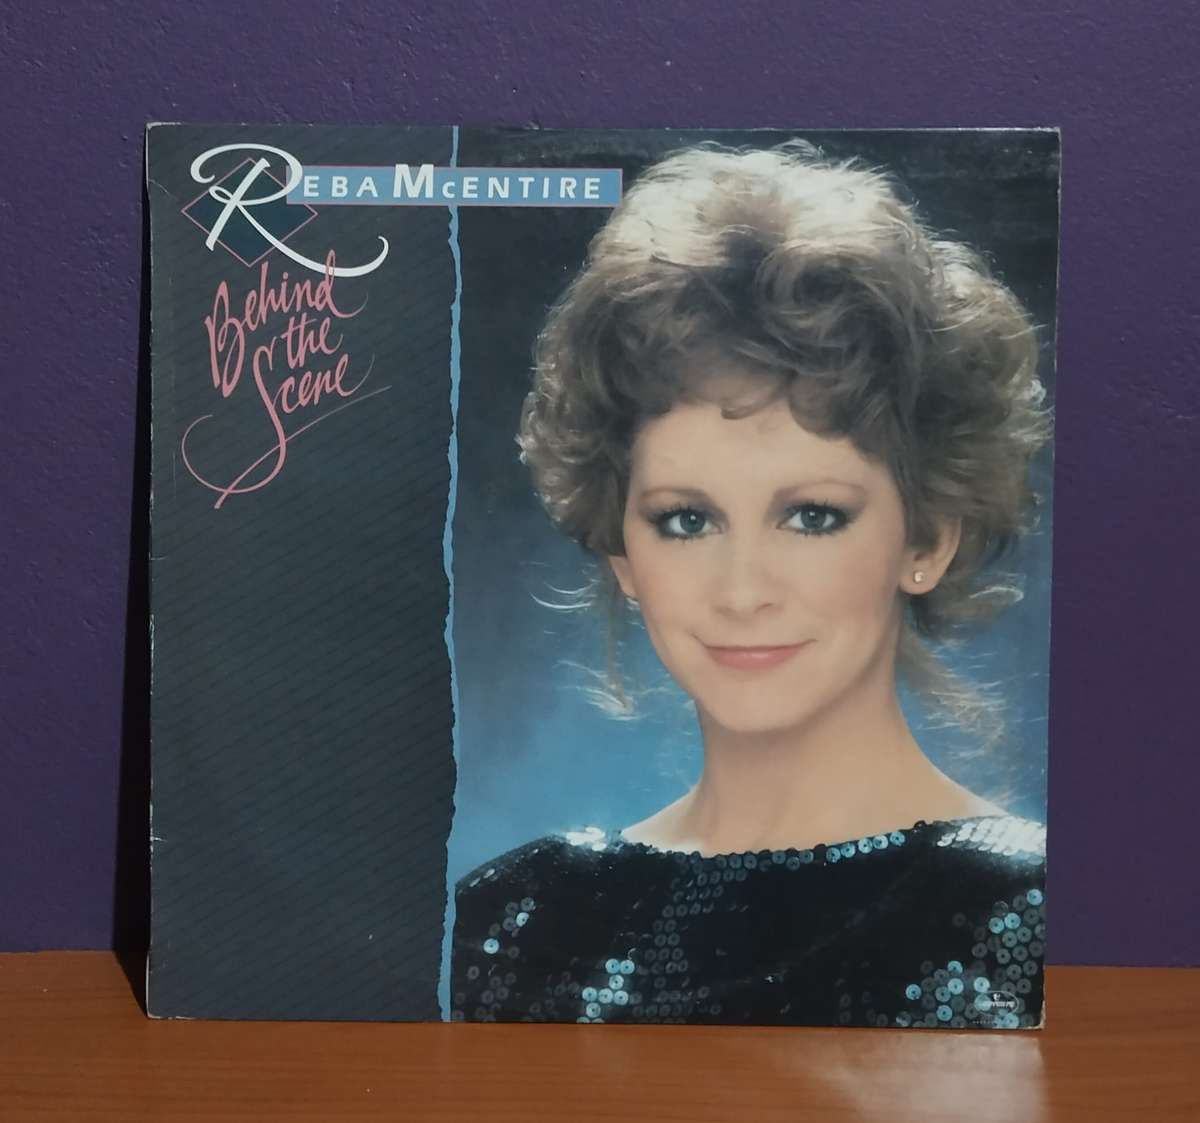 REBA McENTIRE
Behind
the
Scene